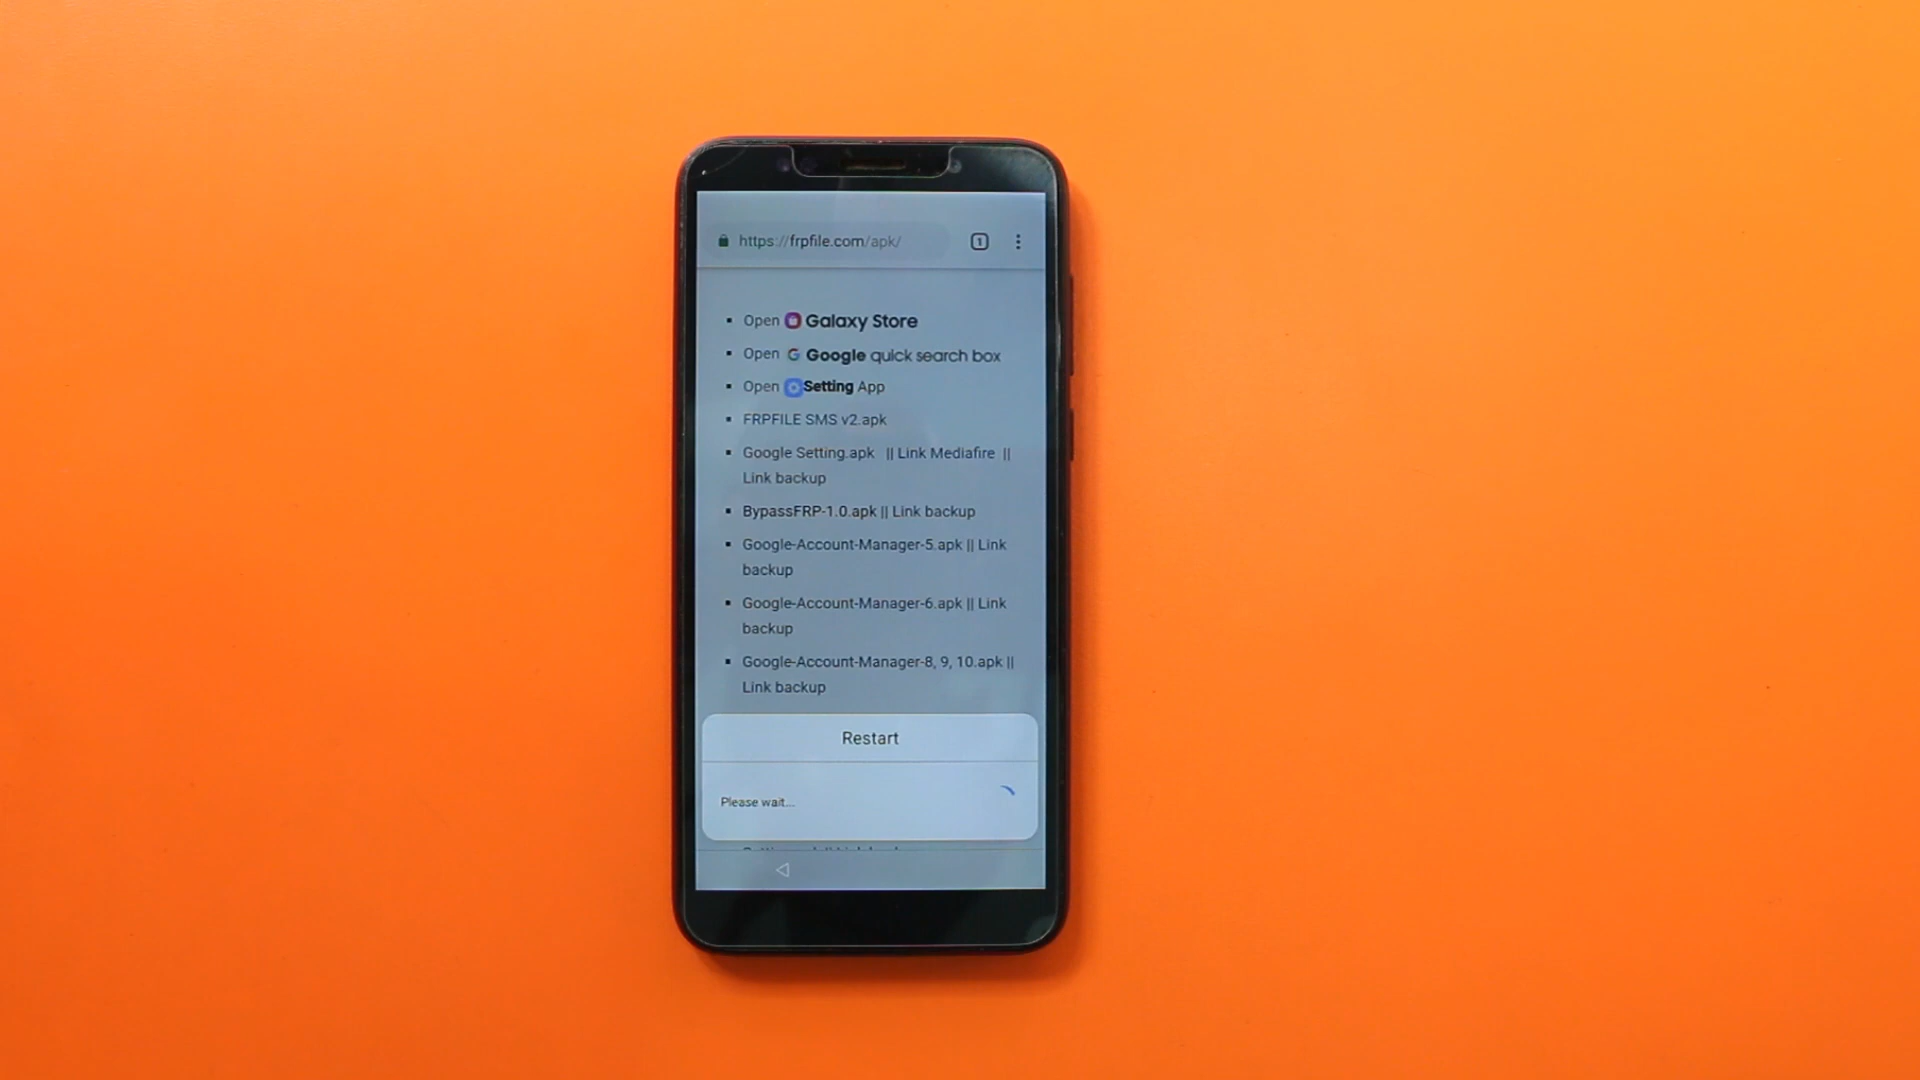 https://frpfile.com/apk/
1
Open Galaxy Store
Open Google quick search box
Open Setting App
FRPFILE SMS v2.apk
Google Setting.apk || Link Mediafire ||
Link backup
BypassFRP-1.0.apk || Link backup
Google-Account-Manager-5.apk || Link
backup
Google-Account-Manager-6.apk || Link
backup
Google-Account-Manager-8, 9, 10.apk ||
Link backup
Restart
Please wait...